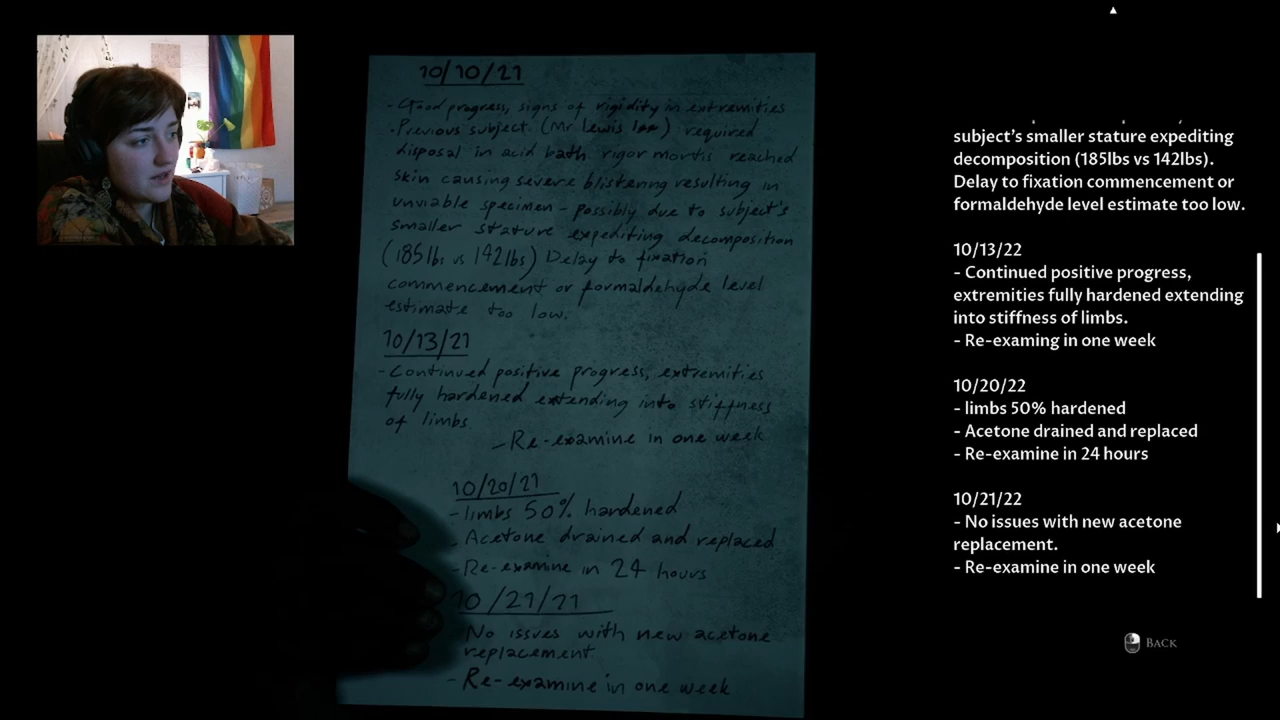 10/10/21
- Good progress, signs of rigidity in extremities
- Previous subject (Mr Lewis) required
disposal in acid bath rigor mortis reached
skin causing severe blistering resulting in
unviable specimen - possibly due to subject's
smaller stature expediting decomposition
(185lbs vs 142lbs) Delay to fixation
commencement or formaldehyde level
estimate too low.
10/13/21
- Continued positive progress, extremities
fully hardened extending into stiffness
of limbs
- Re-examine in one week
10/20/21
- limbs 50% hardened
- Acetone drained and replaced
- Re-examine in 24 hours
10/21/21
No issues with new acetone
replacement
- Re-examine in one week
subject's smaller stature expediting
decomposition (185lbs vs 142lbs).
Delay to fixation commencement or
formaldehyde level estimate too low.
10/13/22
- Continued positive progress,
extremities fully hardened extending
into stiffness of limbs.
- Re-examing in one week
10/20/22
- limbs 50% hardened
- Acetone drained and replaced
- Re-examine in 24 hours
10/21/22
- No issues with new acetone
replacement.
- Re-examine in one week
Back